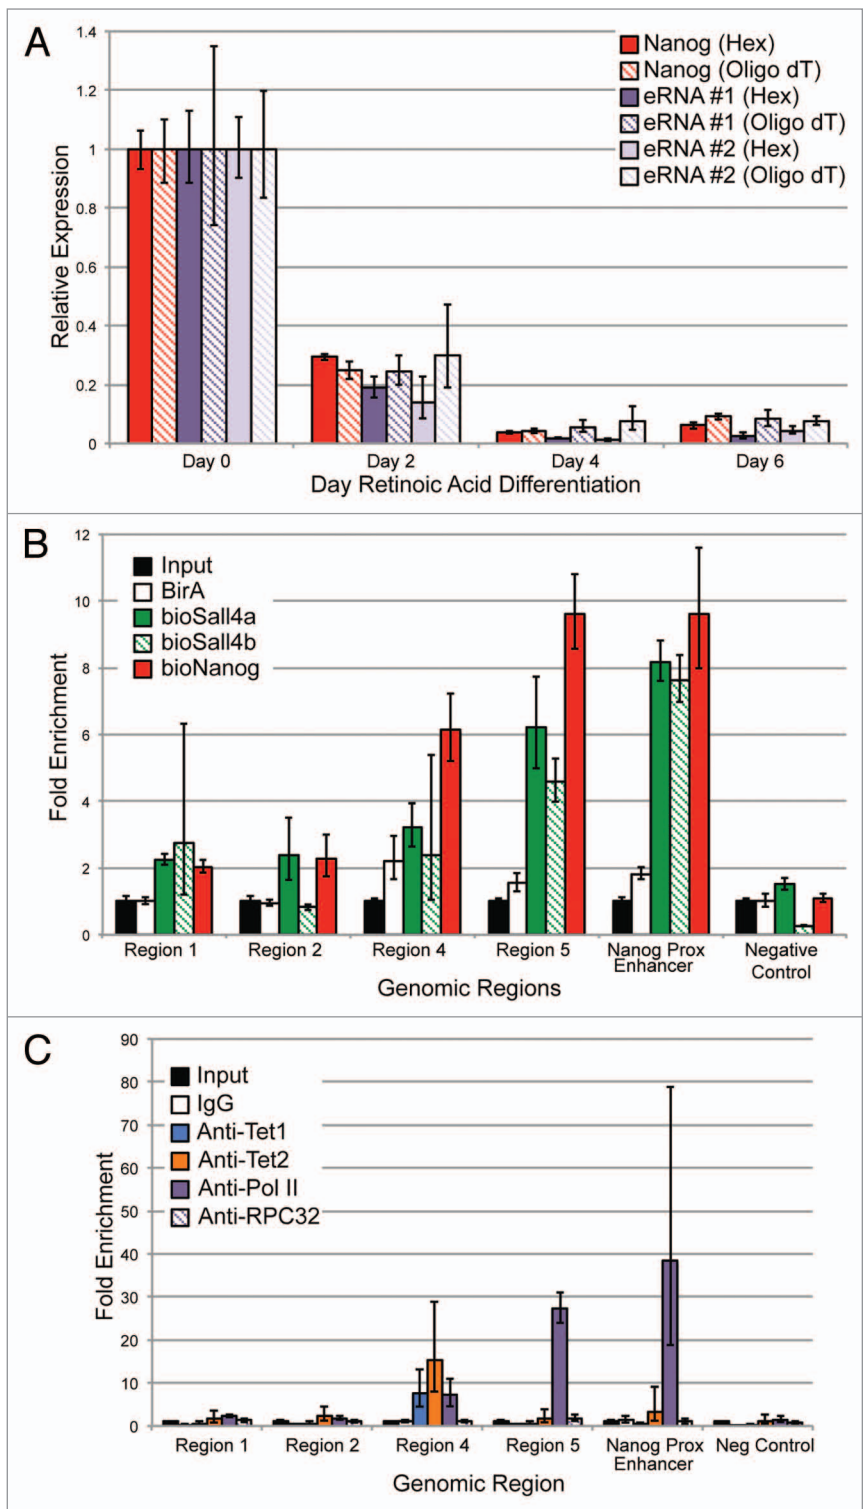 A
1.4
1.2
1
0.8
0.6
0.4
0.2
0
Relative Expression
Nanog (Hex)
Nanog (Oligo dT)
eRNA #1 (Hex)
eRNA #1 (Oligo dT)
eRNA #2 (Hex)
eRNA #2 (Oligo dT)
Day 0 Day 2 Day 4 Day 6
Day Retinoic Acid Differentiation
B
12
10
8
6
4
2
0
Fold Enrichment
Input
BirA
bioSall4a
bioSall4b
bioNanog
Region 1 Region 2 Region 4 Region 5 Nanog Prox Negative
Enhancer Control
Genomic Regions
C
90
80
70
60
50
40
30
20
10
0
Fold Enrichment
Input
IgG
Anti-Tet1
Anti-Tet2
Anti-Pol II
Anti-RPC32
Region 1 Region 2 Region 4 Region 5 Nanog Prox Neg Control
Enhancer
Genomic Region